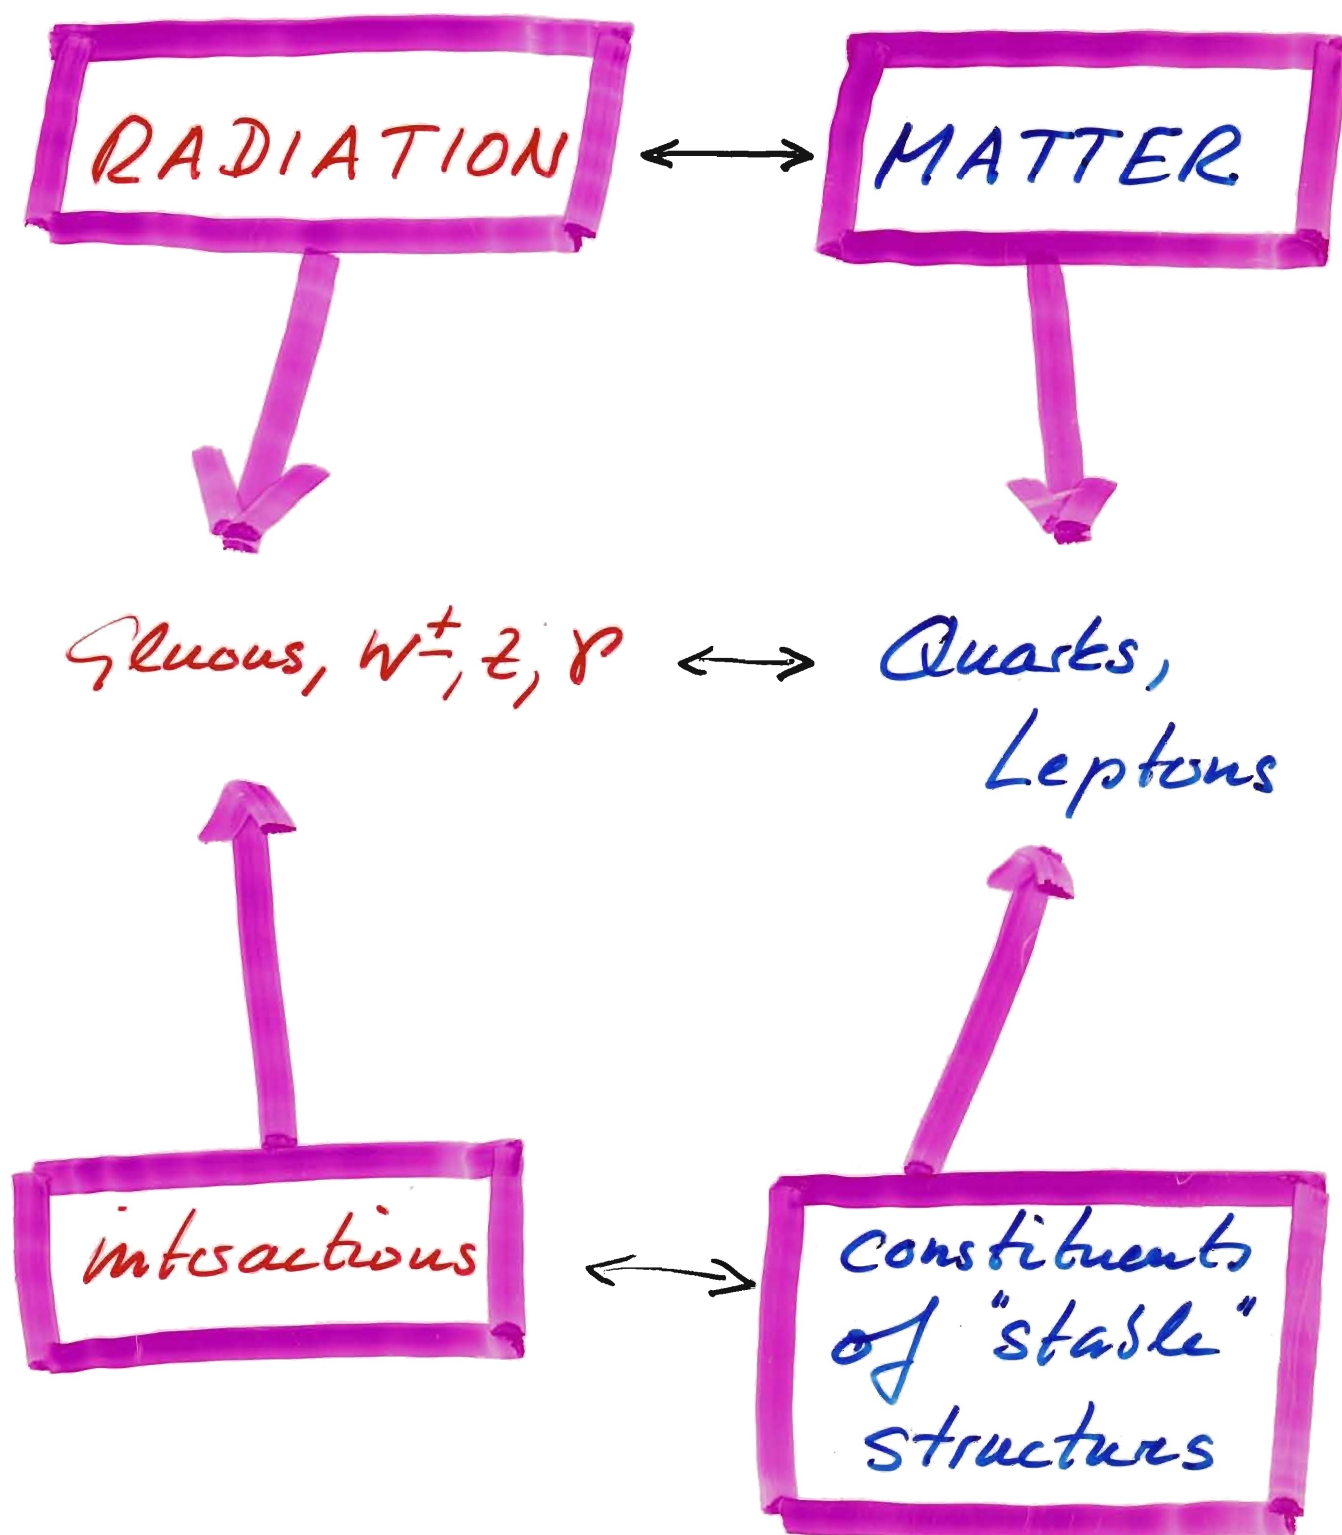 RADIATION ↔ MATTER
Gluons, W±, Z, γ ↔ Quarks,
Leptons
interactions ↔ constituents
of "stable"
structures